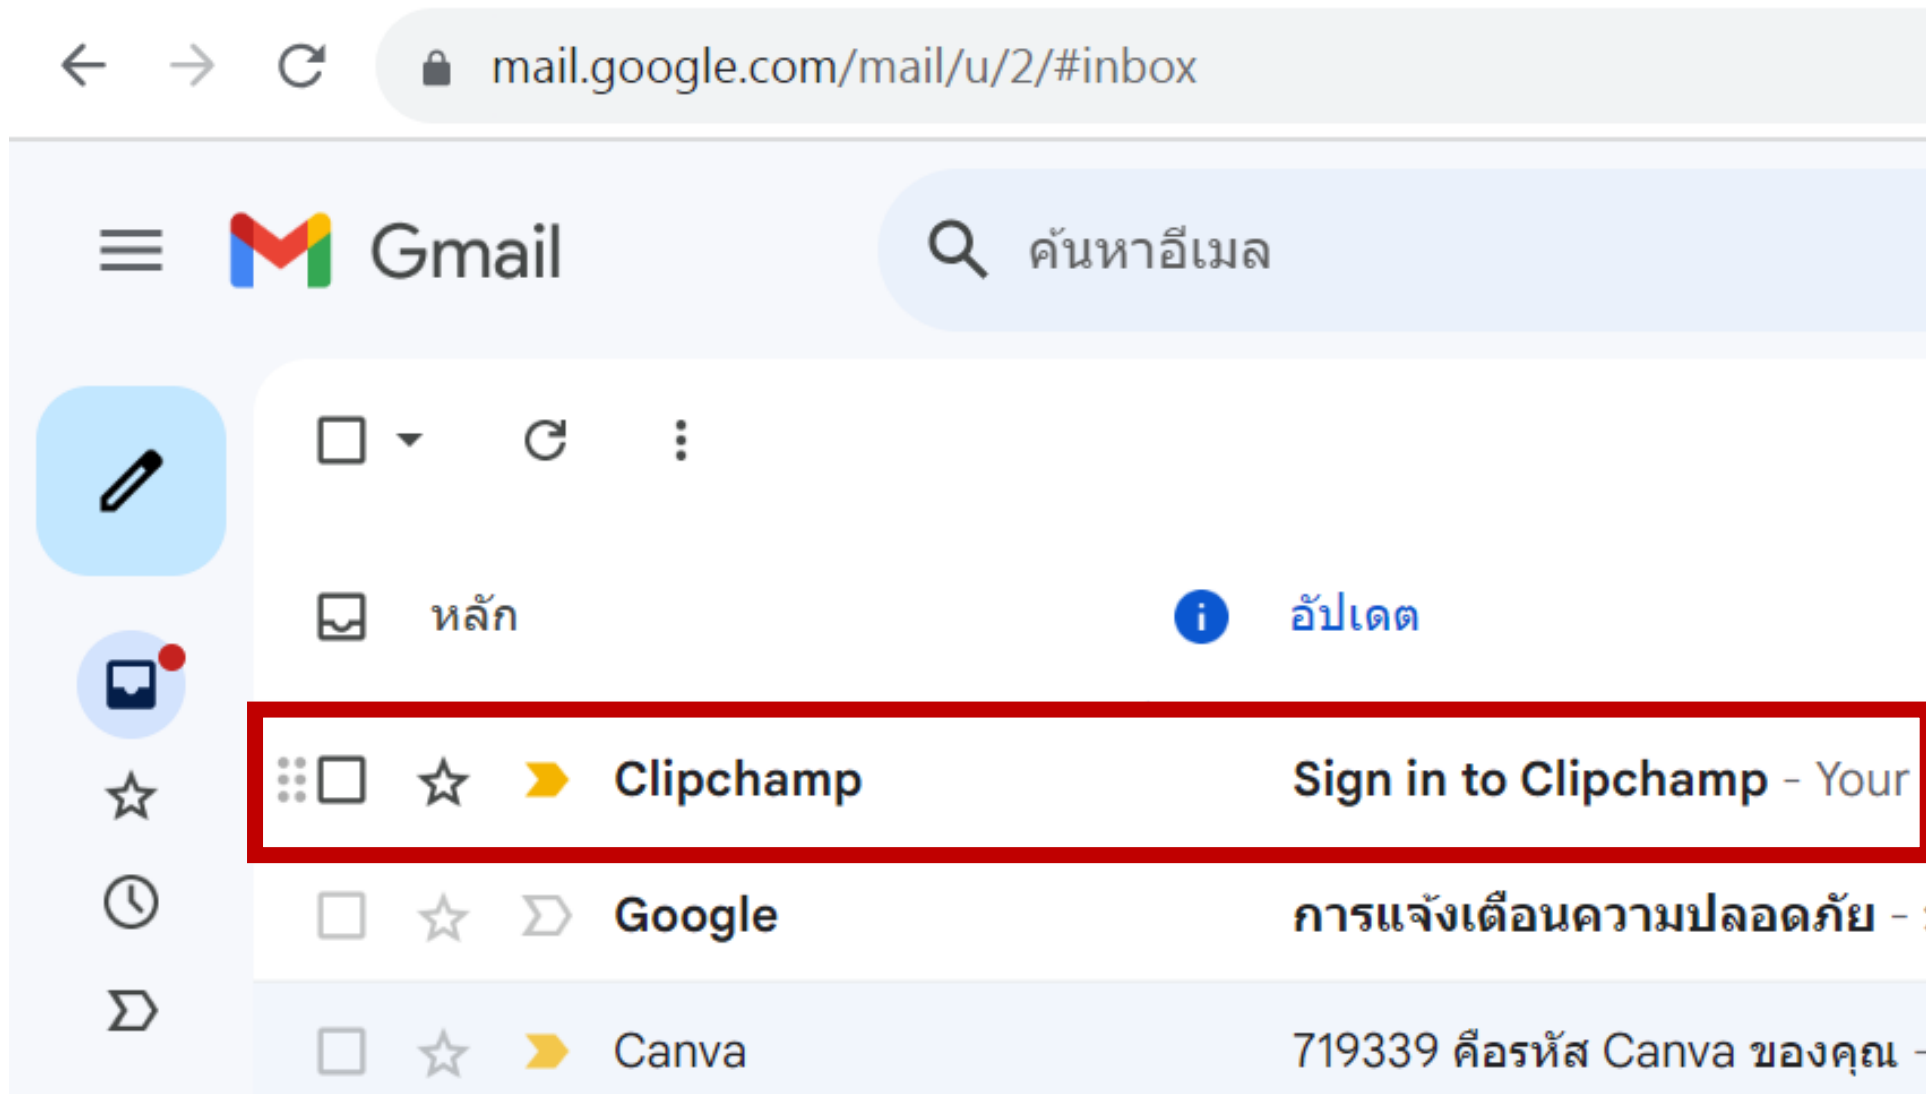 mail.google.com/mail/u/2/#inbox
Gmail
ค้นหาอีเมล
หลัก
อัปเดต
Clipchamp Sign in to Clipchamp - Your
Google การแจ้งเตือนความปลอดภัย -
Canva 719339 คือรหัส Canva ของคุณ -